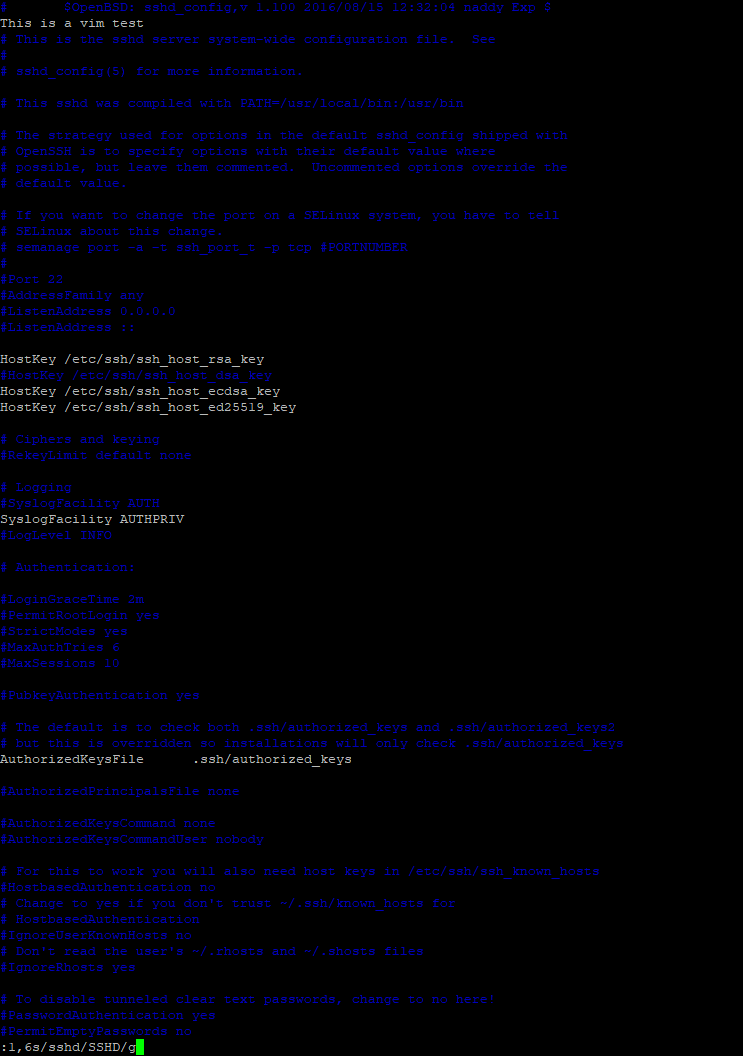 #       $OpenBSD: sshd_config,v 1.100 2016/08/15 12:32:04 naddy Exp $
This is a vim test
# This is the sshd server system-wide configuration file.  See
#
# sshd_config(5) for more information.
# This sshd was compiled with PATH=/usr/local/bin:/usr/bin
# The strategy used for options in the default sshd_config shipped with
# OpenSSH is to specify options with their default value where
# possible, but leave them commented.  Uncommented options override the
# default value.
# If you want to change the port on a SELinux system, you have to tell
# SELinux about this change.
# semanage port -a -t ssh_port_t -p tcp #PORTNUMBER
#
#Port 22
#AddressFamily any
#ListenAddress 0.0.0.0
#ListenAddress ::
HostKey /etc/ssh/ssh_host_rsa_key
#HostKey /etc/ssh/ssh_host_dsa_key
HostKey /etc/ssh/ssh_host_ecdsa_key
HostKey /etc/ssh/ssh_host_ed25519_key
# Ciphers and keying
#RekeyLimit default none
# Logging
#SyslogFacility AUTH
SyslogFacility AUTHPRIV
#LogLevel INFO
# Authentication:
#LoginGraceTime 2m
#PermitRootLogin yes
#StrictModes yes
#MaxAuthTries 6
#MaxSessions 10
#PubkeyAuthentication yes
# The default is to check both .ssh/authorized_keys and .ssh/authorized_keys2
# but this is overridden so installations will only check .ssh/authorized_keys
AuthorizedKeysFile      .ssh/authorized_keys
#AuthorizedPrincipalsFile none
#AuthorizedKeysCommand none
#AuthorizedKeysCommandUser nobody
# For this to work you will also need host keys in /etc/ssh/ssh_known_hosts
#HostbasedAuthentication no
# Change to yes if you don't trust ~/.ssh/known_hosts for
# HostbasedAuthentication
#IgnoreUserKnownHosts no
# Don't read the user's ~/.rhosts and ~/.shosts files
#IgnoreRhosts yes
# To disable tunneled clear text passwords, change to no here!
#PasswordAuthentication yes
#PermitEmptyPasswords no
:1,6s/sshd/SSHD/g